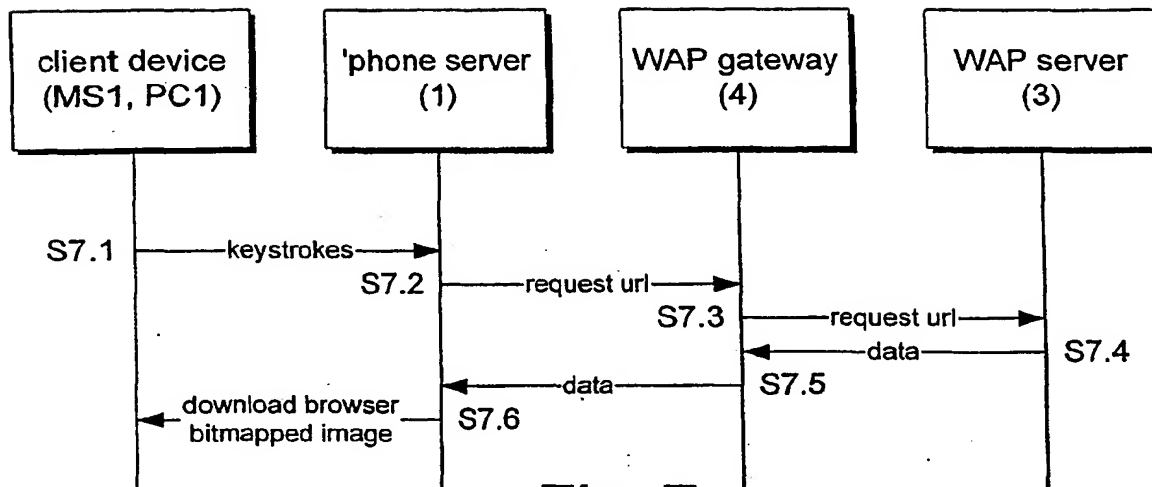 client device
(MS1, PC1)
'phone server
(1)
WAP gateway
(4)
WAP server
(3)
S7.1
keystrokes
S7.2
request url
S7.3
request url
data
S7.4
data
S7.5
download browser
bitmapped image
S7.6